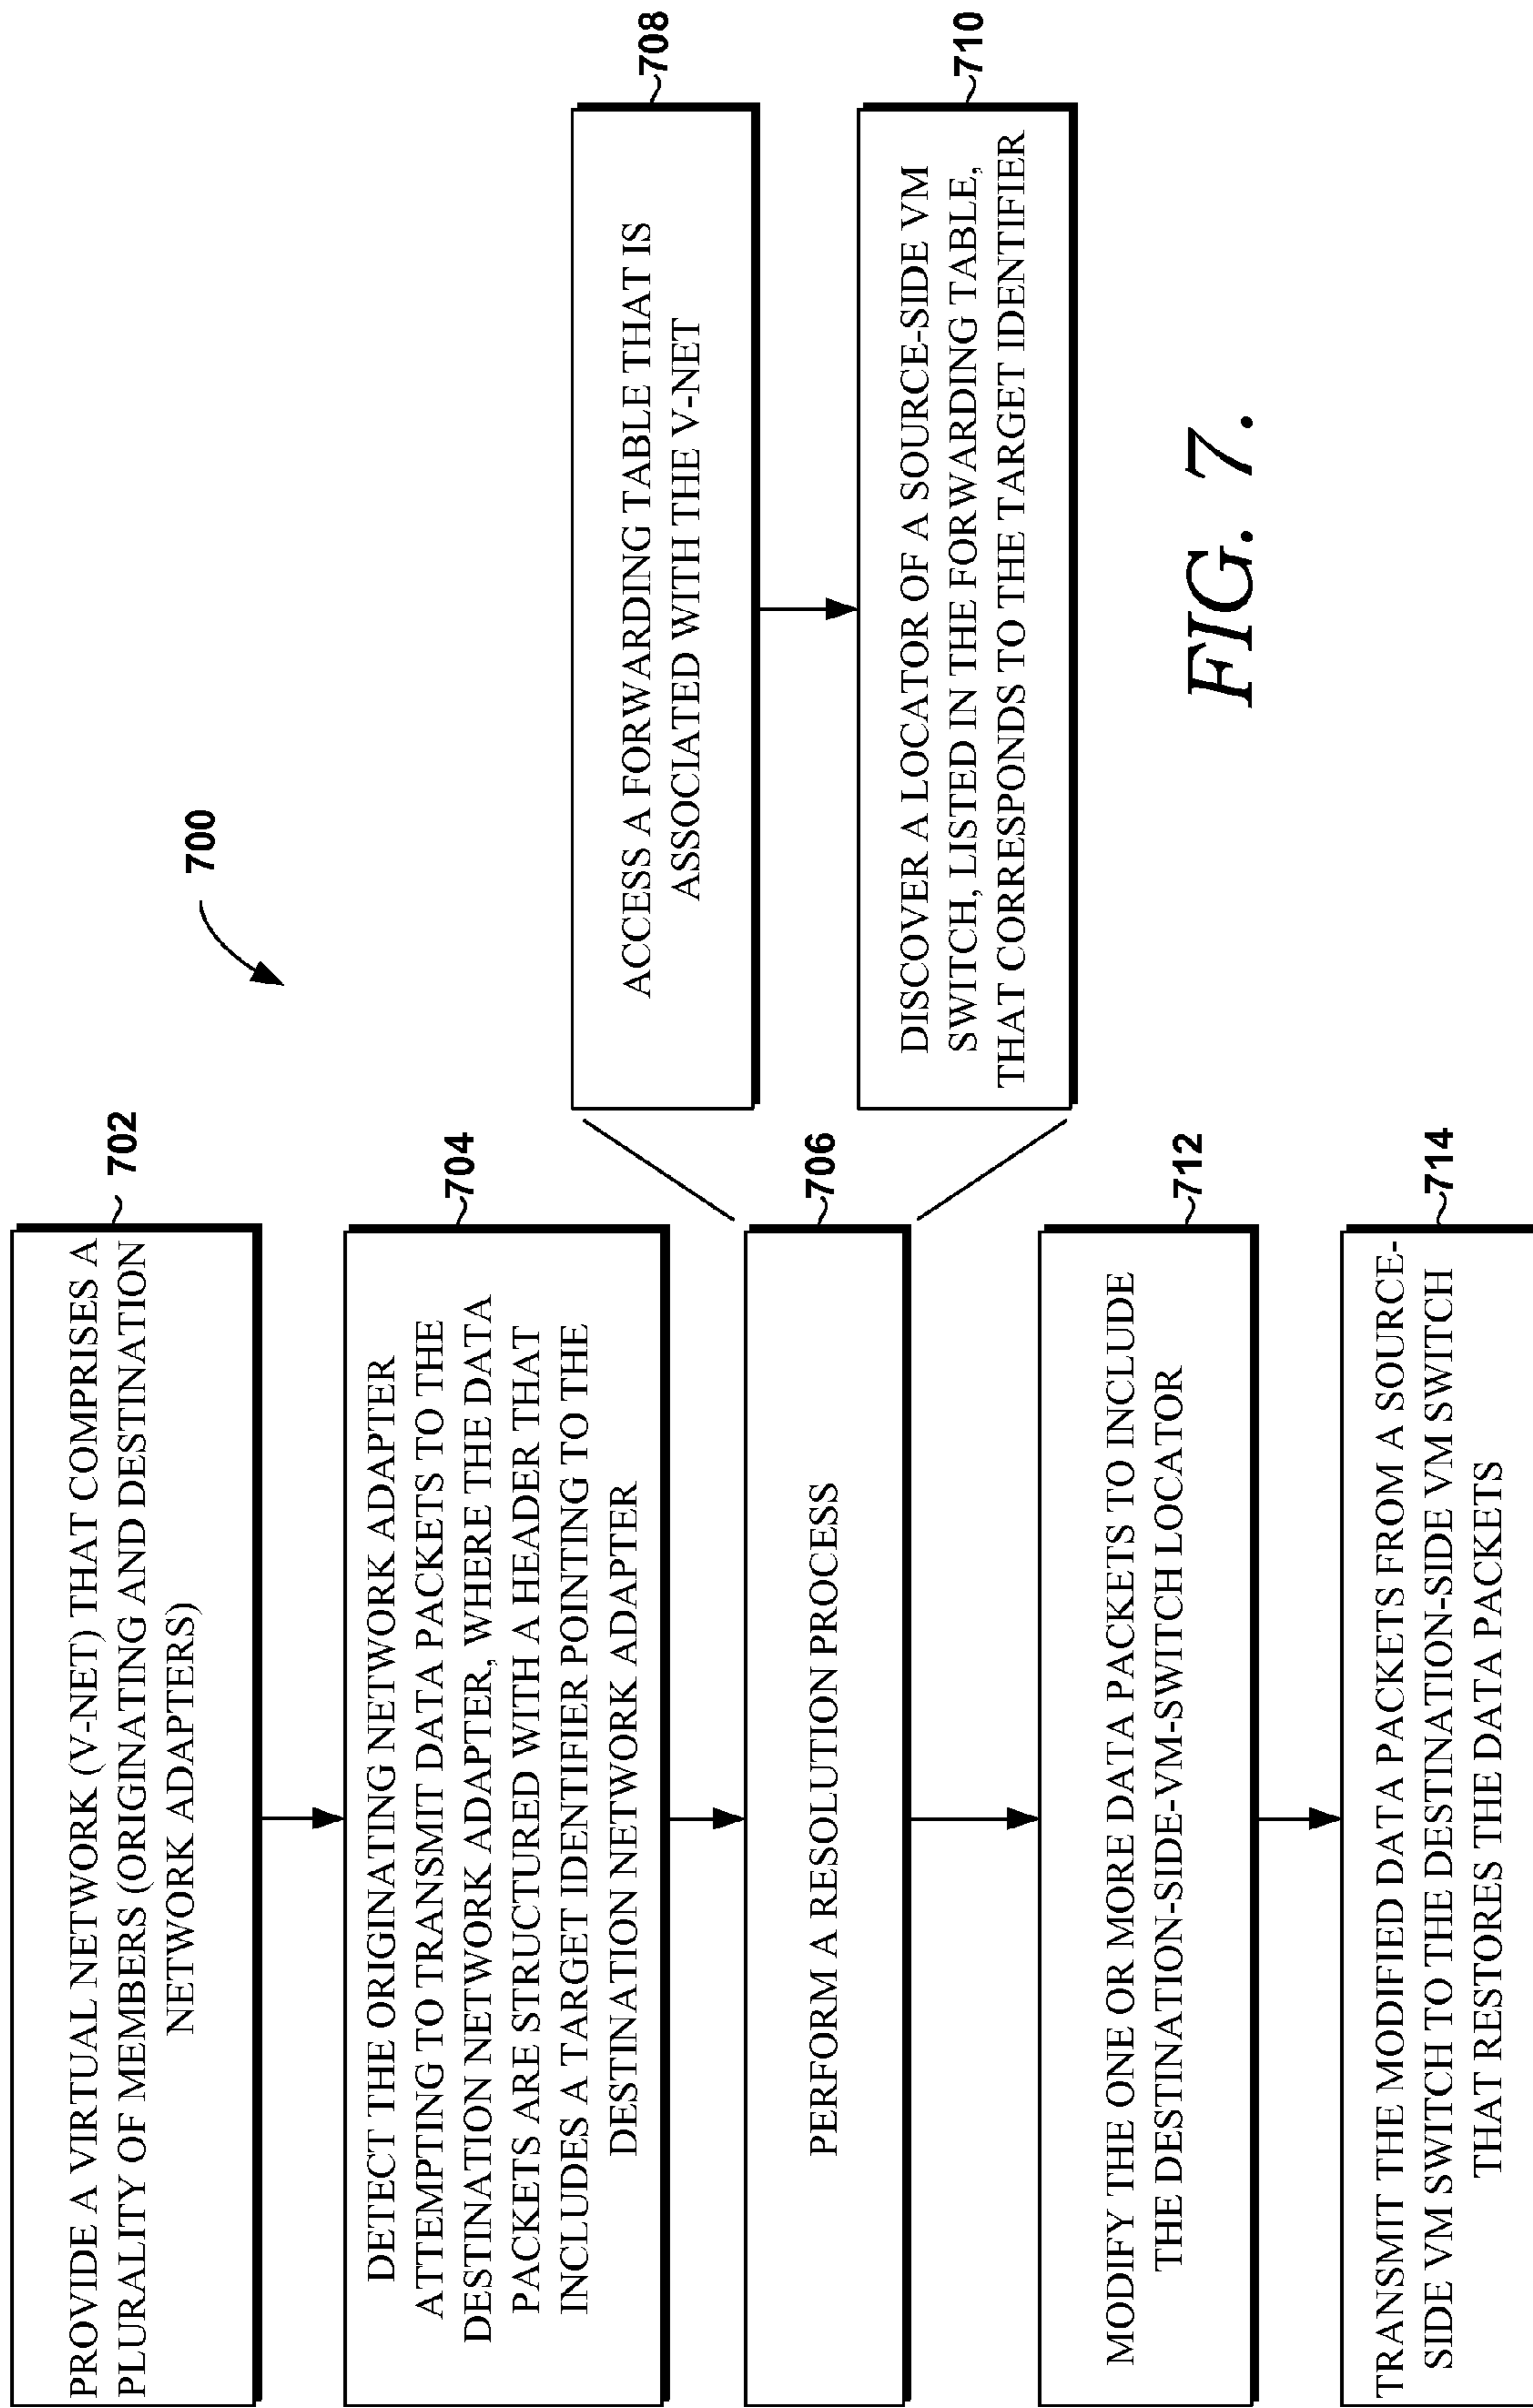 700
PROVIDE A VIRTUAL NETWORK (V-NET) THAT COMPRISES A
PLURALITY OF MEMBERS (ORIGINATING AND DESTINATION
NETWORK ADAPTERS)
702
DETECT THE ORIGINATING NETWORK ADAPTER
ATTEMPTING TO TRANSMIT DATA PACKETS TO THE
DESTINATION NETWORK ADAPTER, WHERE THE DATA
PACKETS ARE STRUCTURED WITH A HEADER THAT
INCLUDES A TARGET IDENTIFIER POINTING TO THE
DESTINATION NETWORK ADAPTER
704
PERFORM A RESOLUTION PROCESS
706
ACCESS A FORWARDING TABLE THAT IS
ASSOCIATED WITH THE V-NET
708
DISCOVER A LOCATOR OF A SOURCE-SIDE VM
SWITCH, LISTED IN THE FORWARDING TABLE,
THAT CORRESPONDS TO THE TARGET IDENTIFIER
710
MODIFY THE ONE OR MORE DATA PACKETS TO INCLUDE
THE DESTINATION-SIDE-VM-SWITCH LOCATOR
712
TRANSMIT THE MODIFIED DATA PACKETS FROM A SOURCE-
SIDE VM SWITCH TO THE DESTINATION-SIDE VM SWITCH
THAT RESTORES THE DATA PACKETS
714
FIG. 7.